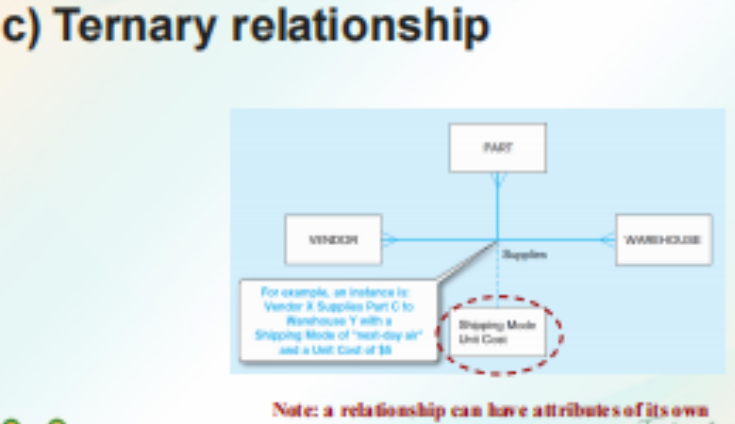 c) Ternary relationship
PART
VENDOR
WAREHOUSE
Supplies
For example, an instance is:
Vendor X Supplies Part C to
Warehouse Y with a
Shipping Mode of "next-day air"
and a Unit Cost of $5
Shipping Mode
Unit Cost
Note: a relationship can have attributes of its own